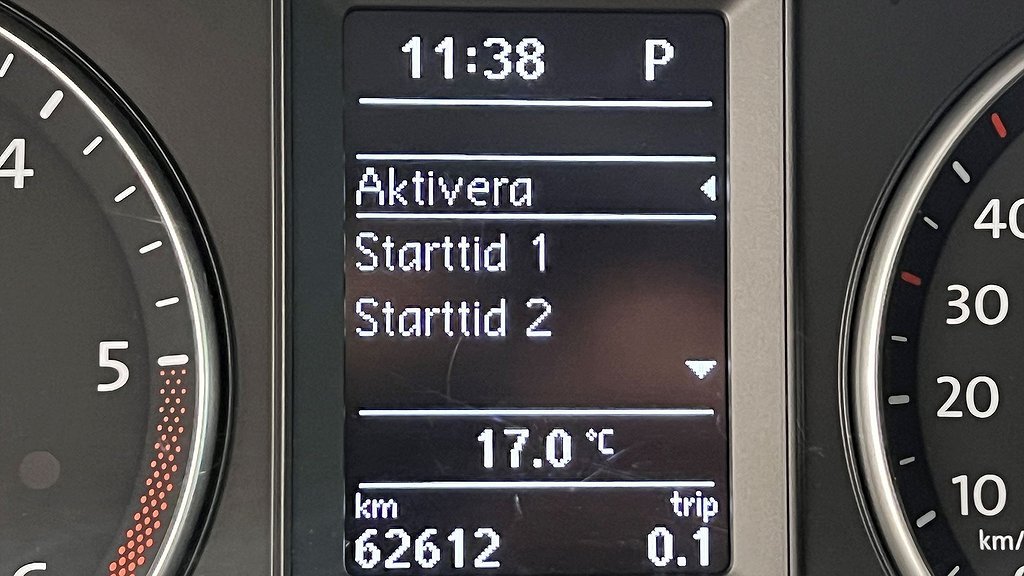 11:38 P
Aktivera
Starttid 1
Starttid 2
17.0 °C
km trip
62612 0.1
4
5
40
30
20
10
km/